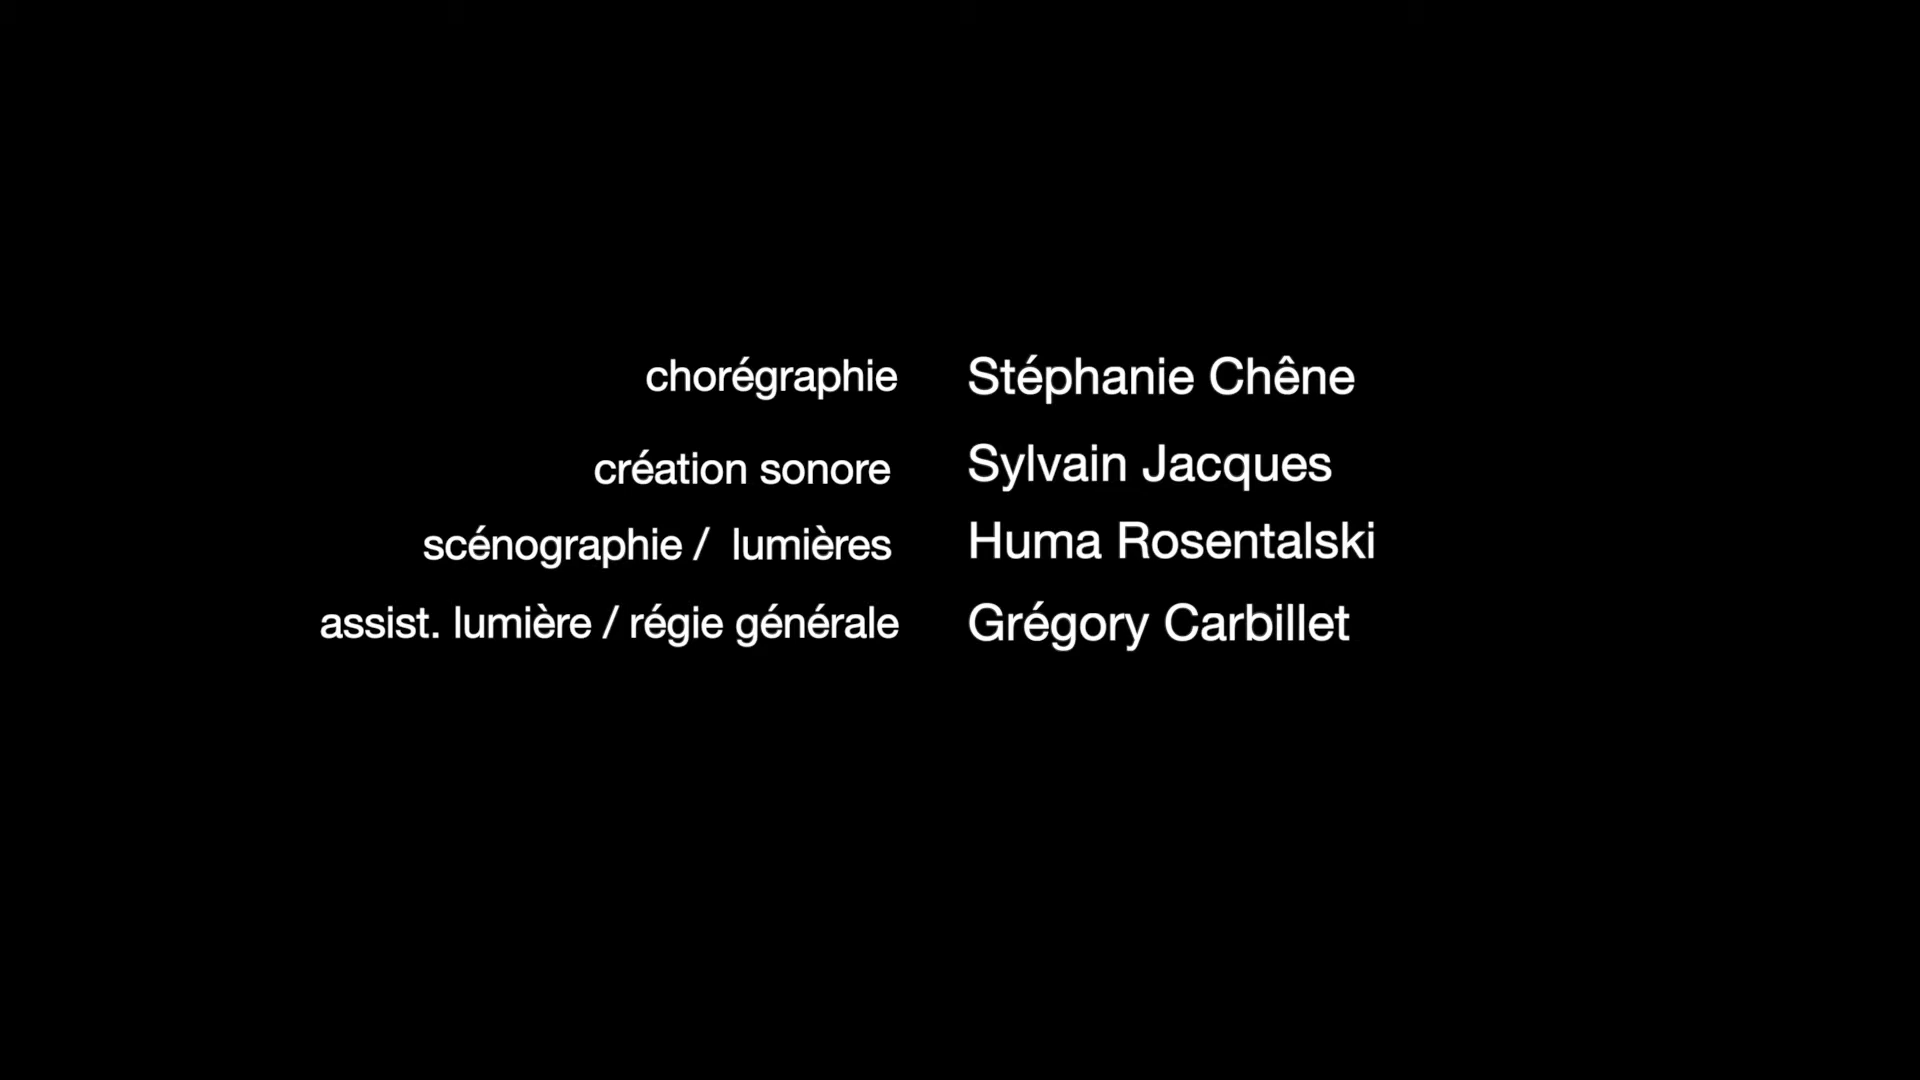 chorégraphie Stéphanie Chêne
création sonore Sylvain Jacques
scénographie / lumières Huma Rosentalski
assist. lumière / régie générale Grégory Carbillet